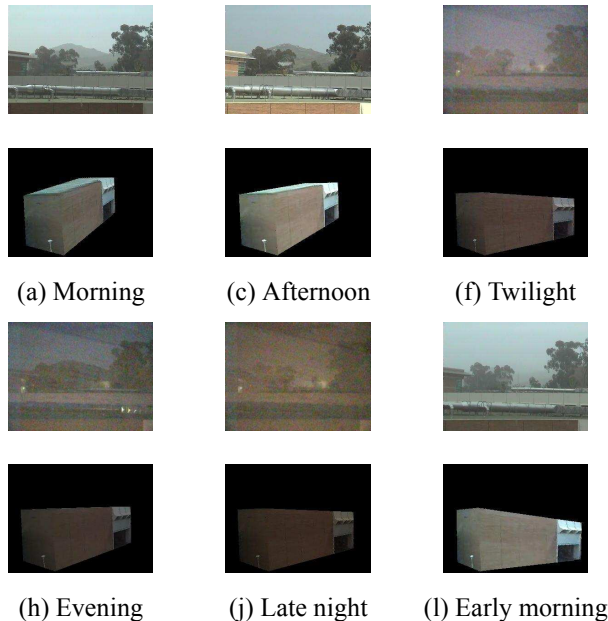 (a) Morning
(c) Afternoon
(f) Twilight
(h) Evening
(j) Late night
(l) Early morning